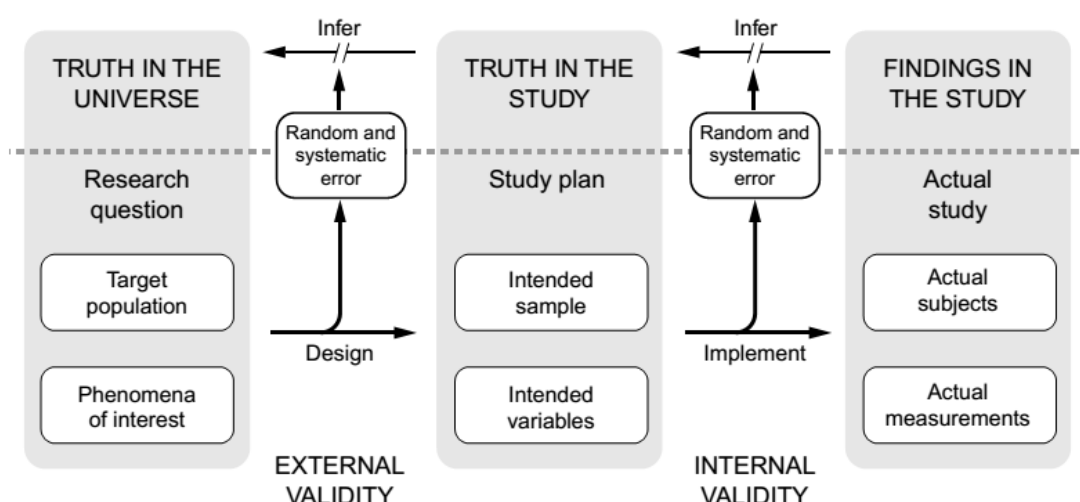 Infer
Infer
TRUTH IN THE
UNIVERSE
TRUTH IN THE
STUDY
FINDINGS IN
THE STUDY
Random and
systematic
error
Random and
systematic
error
Research
question
Study plan
Actual
study
Target
population
Intended
sample
Actual
subjects
Design
Implement
Phenomena
of interest
Intended
variables
Actual
measurements
EXTERNAL
VALIDITY
INTERNAL
VALIDITY